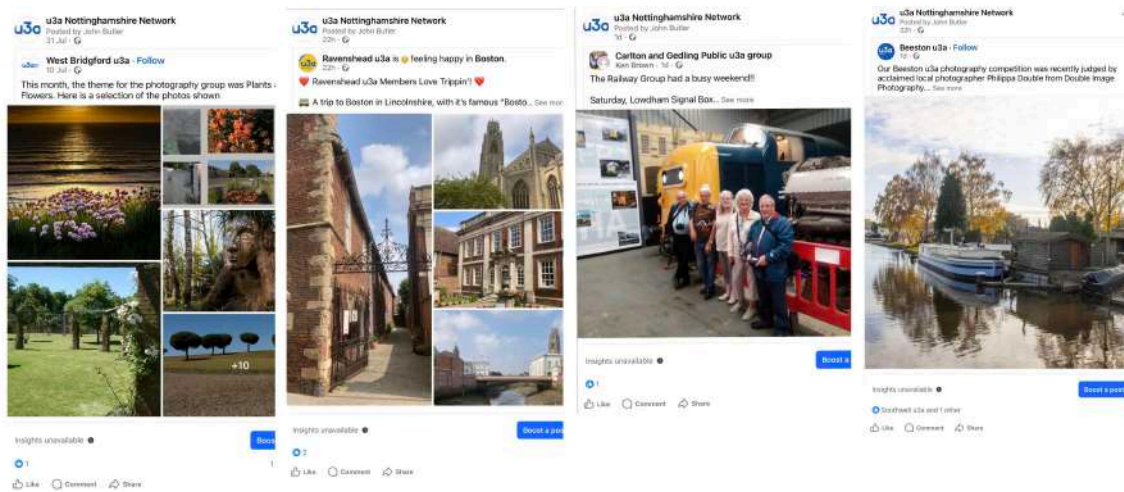 u3a
u3a Nottinghamshire Network
Posted by John Butler
31 Jul ·
West Bridgford u3a · Follow
10 Jul ·
This month, the theme for the photography group was Plants
Flowers. Here is a selection of the photos shown
+10
Insights unavailable
Boos
1
1
Like Comment Share
u3a
u3a Nottinghamshire Network
Posted by John Butler
22h ·
Ravenshead u3a is feeling happy in Boston.
22h ·
Ravenshead u3a Members Love Trippin'!
A trip to Boston in Lincolnshire, with it's famous "Bosto... See mor
Insights unavailable
Boost a pos
2
Like Comment Share
u3a
u3a Nottinghamshire Network
Posted by John Butler
1d ·
Carlton and Gedling Public u3a group
Ken Brown · 1d ·
The Railway Group had a busy weekend!!
Saturday, Lowdham Signal Box... See more
Insights unavailable
Boost a
1
Like Comment Share
u3a
u3a Nottinghamshire Network
Posted by John Butler
22h ·
Beeston u3a · Follow
1d ·
Our Beeston u3a photography competition was recently judged by
acclaimed local photographer Philippa Double from Double Image
Photography... See more
Insights unavailable
Boost a post
Southwell u3a and 1 other
Like Comment Share